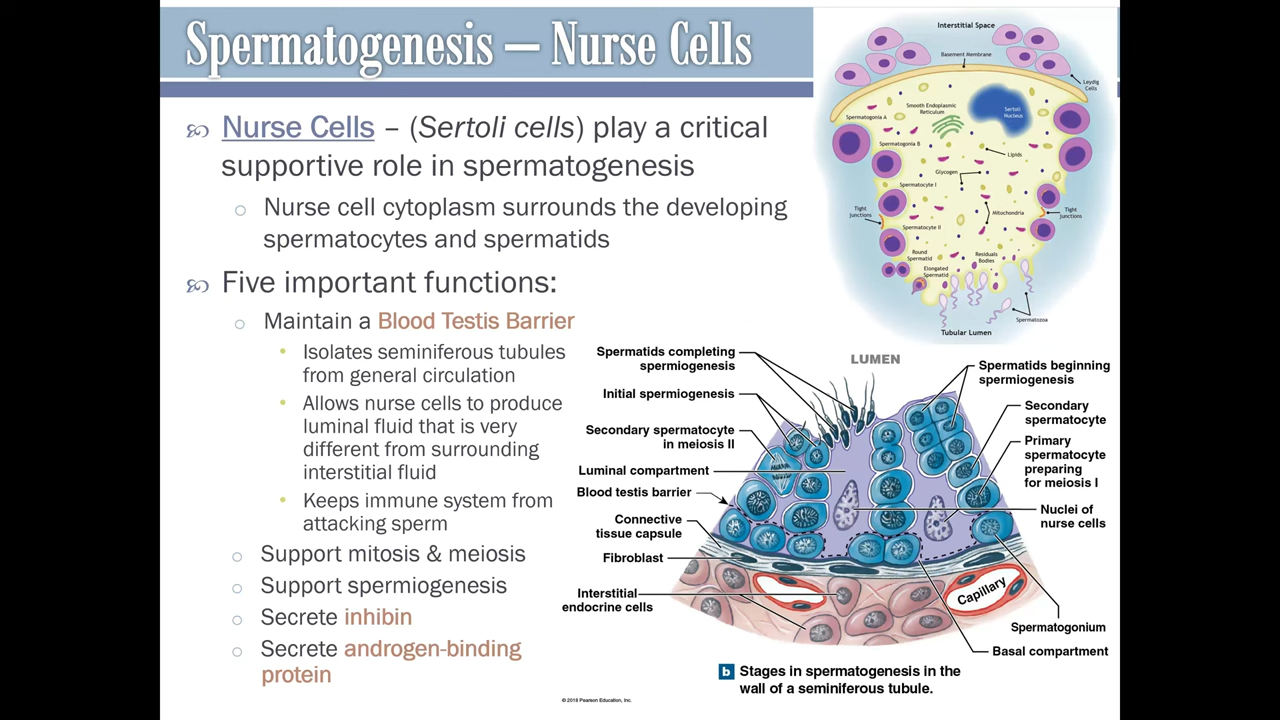 Spermatogenesis – Nurse Cells
Nurse Cells – (Sertoli cells) play a critical
supportive role in spermatogenesis
Nurse cell cytoplasm surrounds the developing
spermatocytes and spermatids
Five important functions:
Maintain a Blood Testis Barrier
Isolates seminiferous tubules
from general circulation
Allows nurse cells to produce
luminal fluid that is very
different from surrounding
interstitial fluid
Keeps immune system from
attacking sperm
Support mitosis & meiosis
Support spermiogenesis
Secrete inhibin
Secrete androgen-binding
protein
Interstitial Space
Basement Membrane
Leydig
Cells
Smooth Endoplasmic
Reticulum
Sertoli
Nucleus
Spermatogonia A
Spermatogonia B
Lipids
Glycogen
Spermatocyte I
Tight
Junctions
Mitochondria
Tight
Junctions
Spermatocyte II
Round
Spermatid
Residuals
Bodies
Elongated
Spermatid
Spermatozoa
Tubular Lumen
Spermatids completing
spermiogenesis
LUMEN
Spermatids beginning
spermiogenesis
Initial spermiogenesis
Secondary
spermatocyte
Secondary spermatocyte
in meiosis II
Primary
spermatocyte
preparing
for meiosis I
Luminal compartment
Blood testis barrier
Nuclei of
nurse cells
Connective
tissue capsule
Fibroblast
Interstitial
endocrine cells
Capillary
Spermatogonium
Basal compartment
b Stages in spermatogenesis in the
wall of a seminiferous tubule.
© 2018 Pearson Education, Inc.